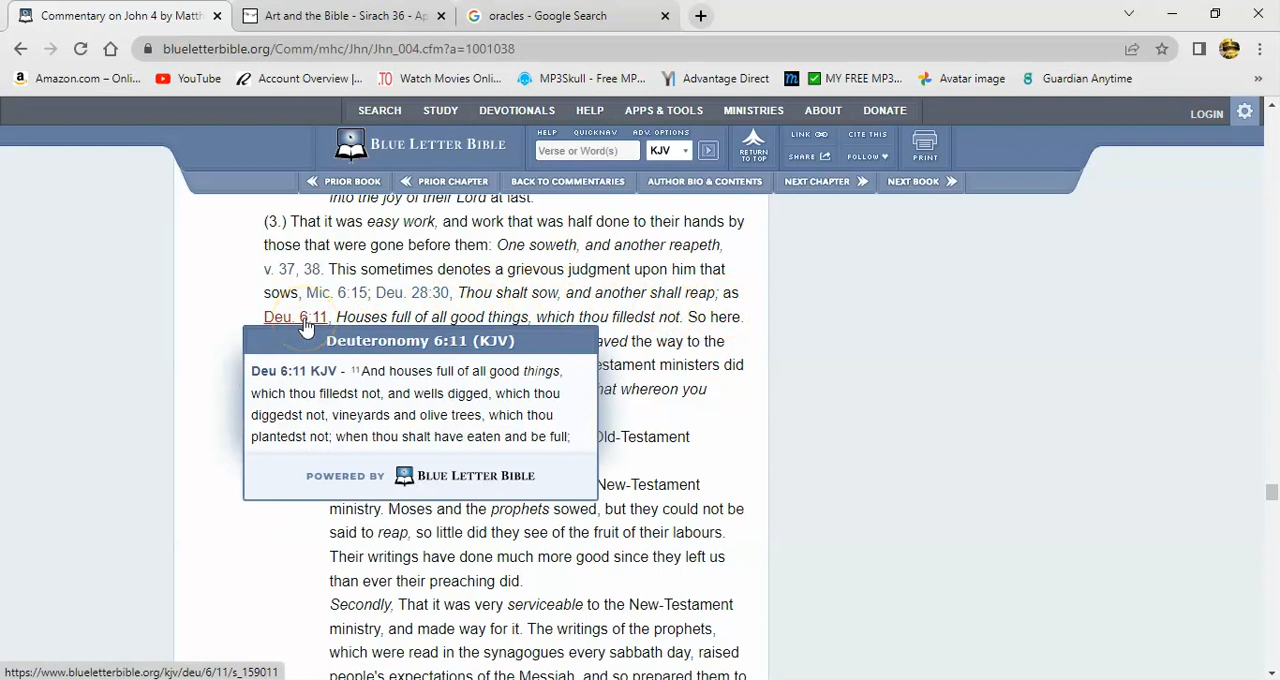 Commentary on John 4 by Matth
Art and the Bible - Sirach 36 - Ap
oracles - Google Search
blueletterbible.org/Comm/mhc/Jhn/Jhn_004.cfm?a=1001038
Amazon.com – Onli...
YouTube
Account Overview |...
Watch Movies Onlin...
MP3Skull - Free MP...
Advantage Direct
MY FREE MP3...
Avatar image
Guardian Anytime
»
SEARCH STUDY DEVOTIONALS HELP APPS & TOOLS MINISTRIES ABOUT DONATE
LOGIN
BLUE LETTER BIBLE
HELP QUICKNAV ADV. OPTIONS
Verse or Word(s)
KJV
RETURN
TO TOP
LINK
CITE THIS
SHARE
FOLLOW
PRINT
PRIOR BOOK PRIOR CHAPTER BACK TO COMMENTARIES AUTHOR BIO & CONTENTS NEXT CHAPTER NEXT BOOK
into the joy of their Lord at last.
(3.) That it was easy work, and work that was half done to their hands by
those that were gone before them: One soweth, and another reapeth,
v. 37, 38. This sometimes denotes a grievous judgment upon him that
sows, Mic. 6:15; Deu. 28:30, Thou shalt sow, and another shall reap; as
Deu. 6:11, Houses full of all good things, which thou filledst not. So here.
aved the way to the
estament ministers did
hat whereon you
Old-Testament
New-Testament
Deuteronomy 6:11 (KJV)
Deu 6:11 KJV - 11And houses full of all good things,
which thou filledst not, and wells digged, which thou
diggedst not, vineyards and olive trees, which thou
plantedst not; when thou shalt have eaten and be full;
POWERED BY BLUE LETTER BIBLE
ministry. Moses and the prophets sowed, but they could not be
said to reap, so little did they see of the fruit of their labours.
Their writings have done much more good since they left us
than ever their preaching did.
Secondly, That it was very serviceable to the New-Testament
ministry, and made way for it. The writings of the prophets,
which were read in the synagogues every sabbath day, raised
people's expectations of the Messiah, and so prepared them to
https://www.blueletterbible.org/kjv/deu/6/11/s_159011